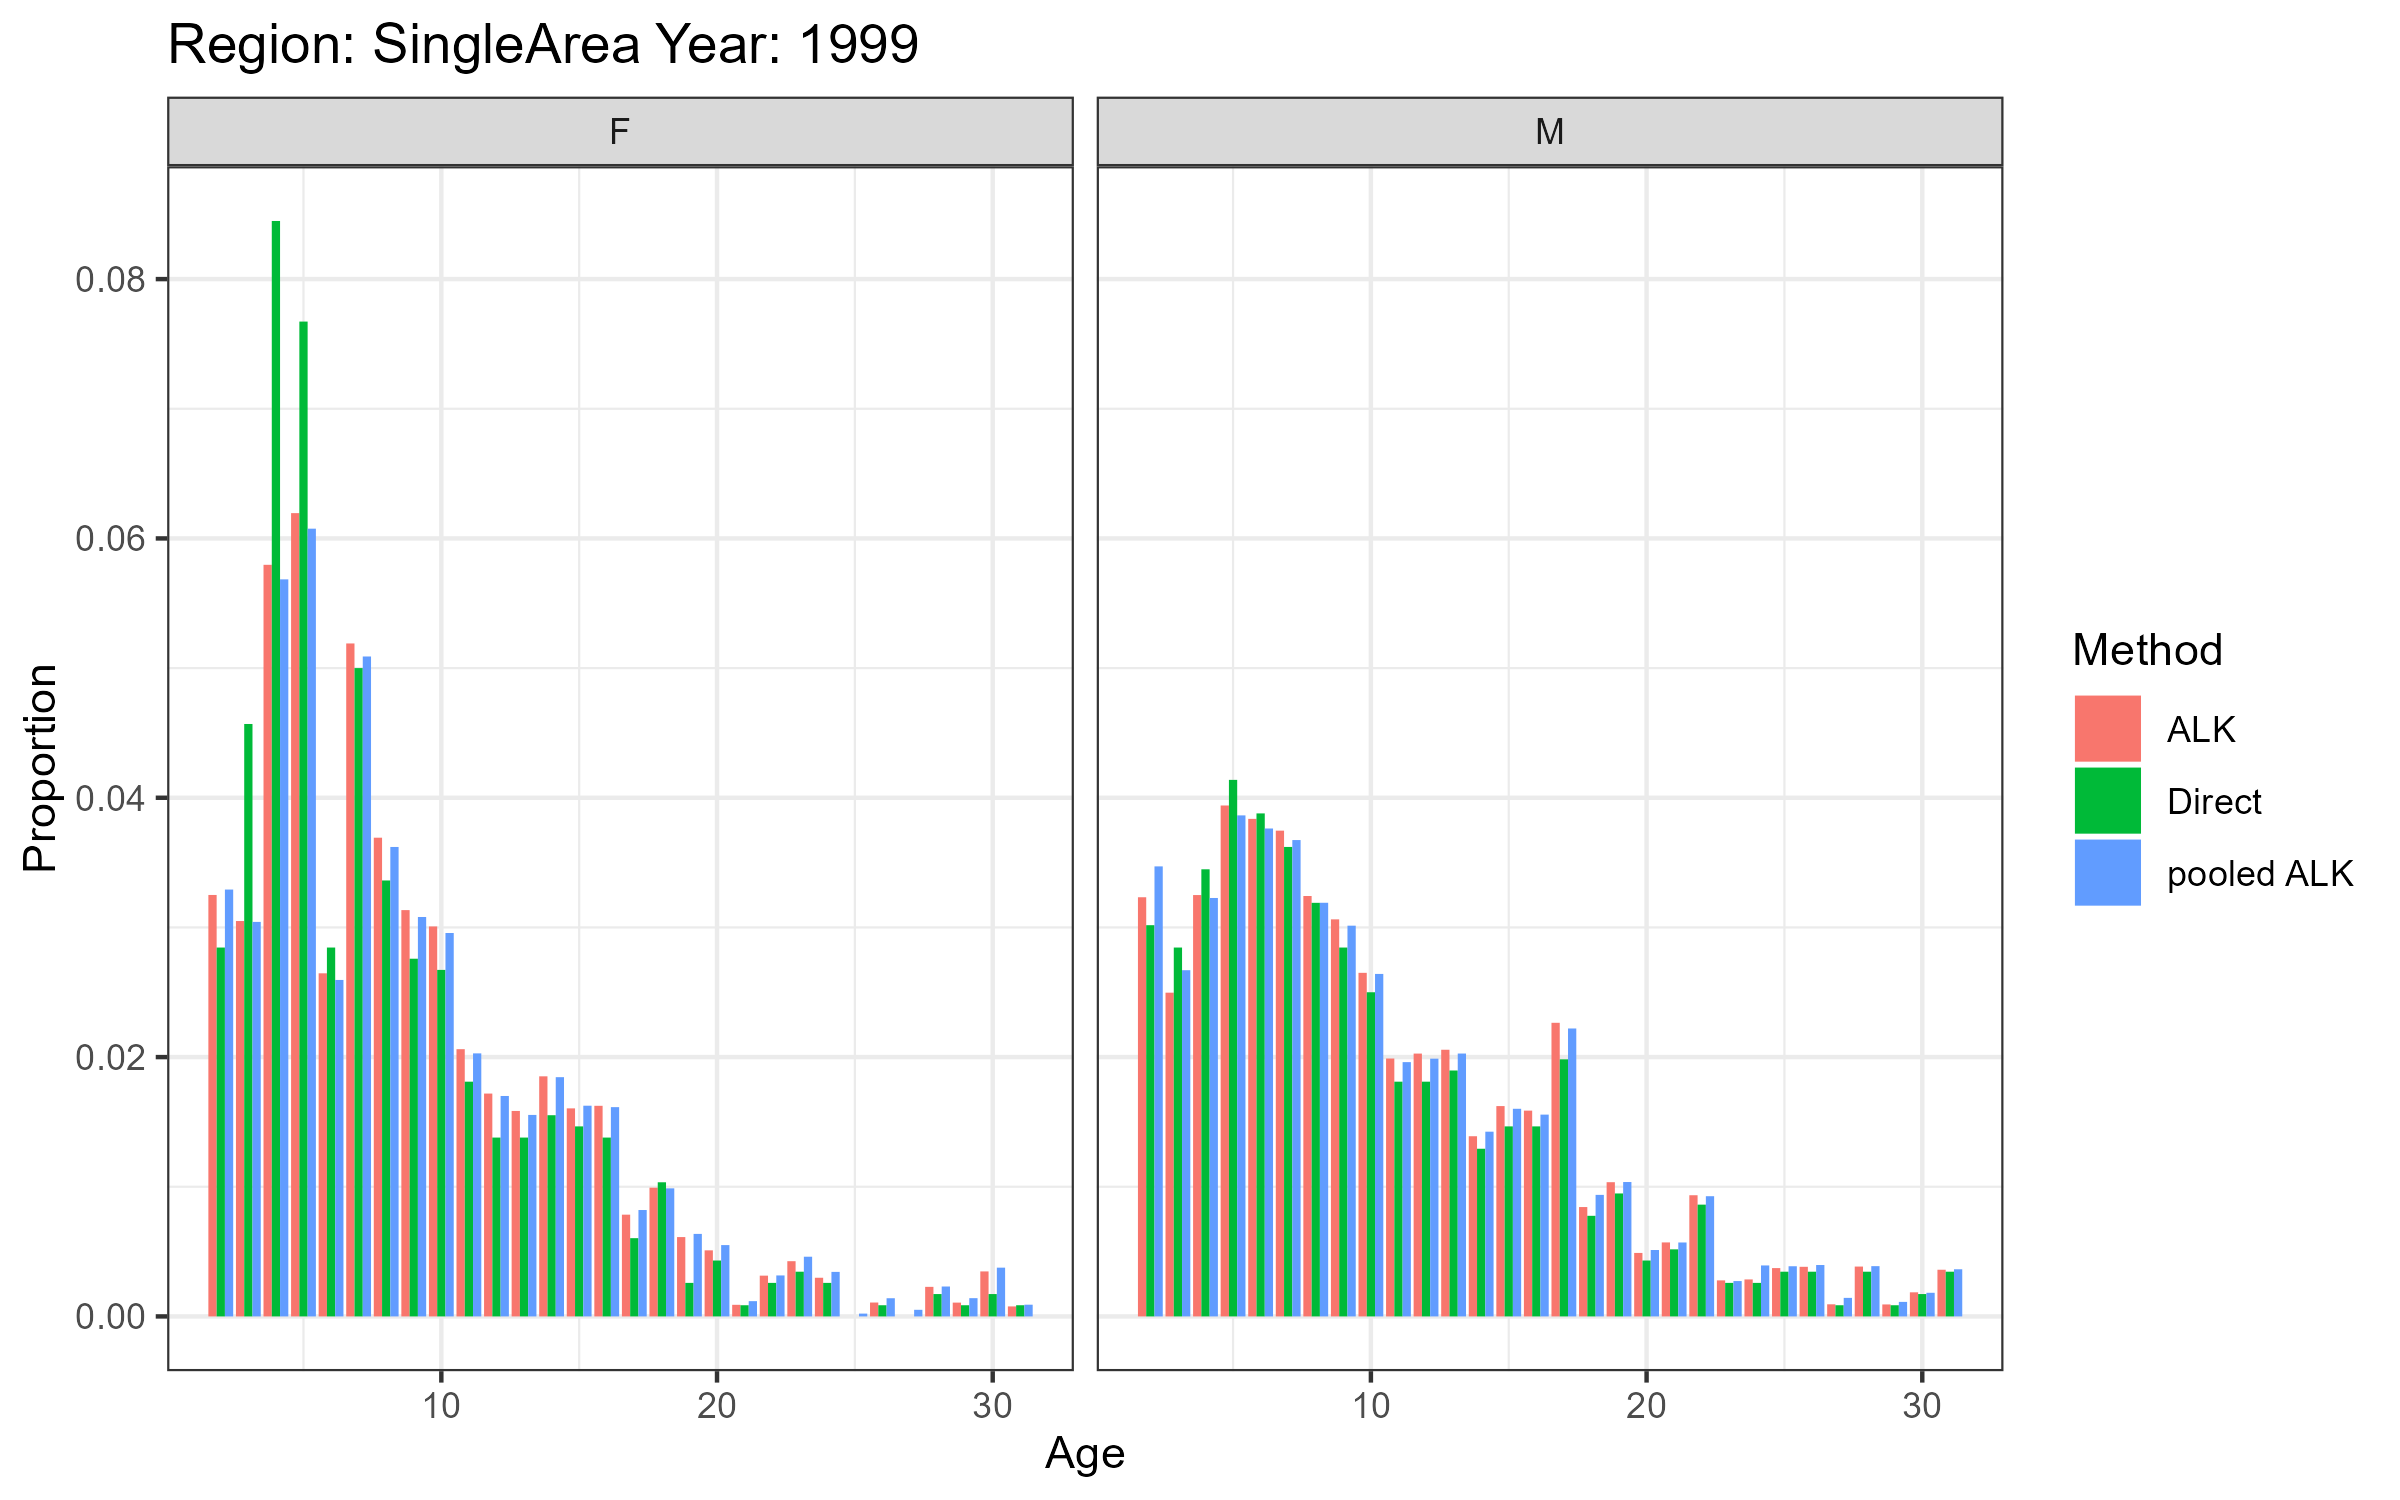 Region: SingleArea Year: 1999
F
M
Proportion
0.08
0.06
0.04
0.02
0.00
10
20
30
10
20
30
Age
Method
ALK
Direct
pooled ALK